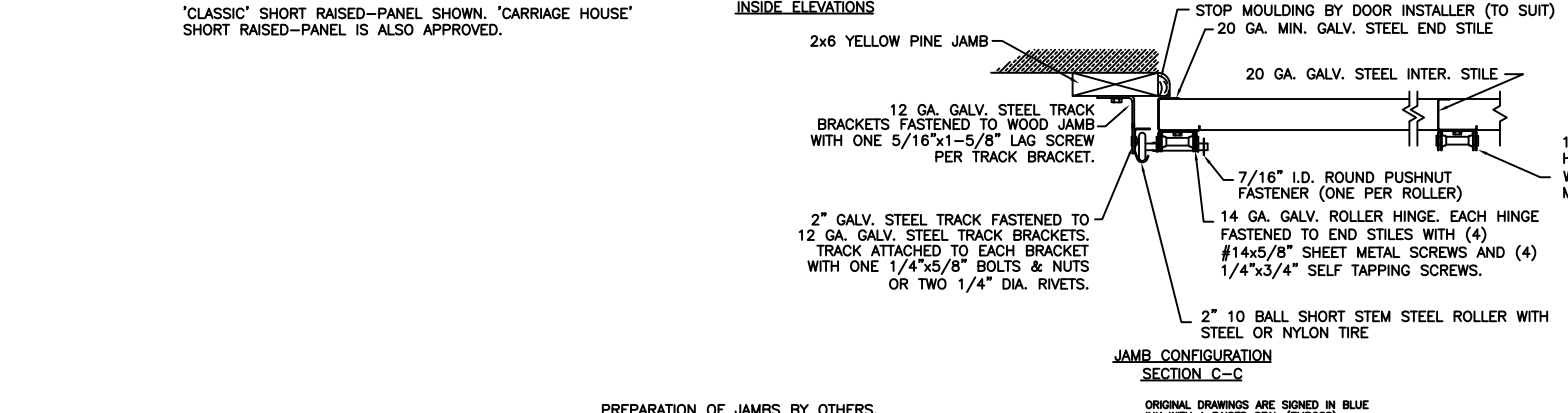 'CLASSIC' SHORT RAISED-PANEL SHOWN. 'CARRIAGE HOUSE'
SHORT RAISED-PANEL IS ALSO APPROVED.
INSIDE ELEVATIONS
STOP MOULDING BY DOOR INSTALLER (TO SUIT)
20 GA. MIN. GALV. STEEL END STILE
2x6 YELLOW PINE JAMB
20 GA. GALV. STEEL INTER. STILE
12 GA. GALV. STEEL TRACK
BRACKETS FASTENED TO WOOD JAMB
WITH ONE 5/16"x1-5/8" LAG SCREW
PER TRACK BRACKET.
7/16" I.D. ROUND PUSHNUT
FASTENER (ONE PER ROLLER)
2" GALV. STEEL TRACK FASTENED TO
12 GA. GALV. STEEL TRACK BRACKETS.
TRACK ATTACHED TO EACH BRACKET
WITH ONE 1/4"x5/8" BOLTS & NUTS
OR TWO 1/4" DIA. RIVETS.
14 GA. GALV. ROLLER HINGE. EACH HINGE
FASTENED TO END STILES WITH (4)
#14x5/8" SHEET METAL SCREWS AND (4)
1/4"x3/4" SELF TAPPING SCREWS.
2" 10 BALL SHORT STEM STEEL ROLLER WITH
STEEL OR NYLON TIRE
JAMB CONFIGURATION
SECTION C-C
PREPARATION OF JAMBS BY OTHERS.
ORIGINAL DRAWINGS ARE SIGNED IN BLUE